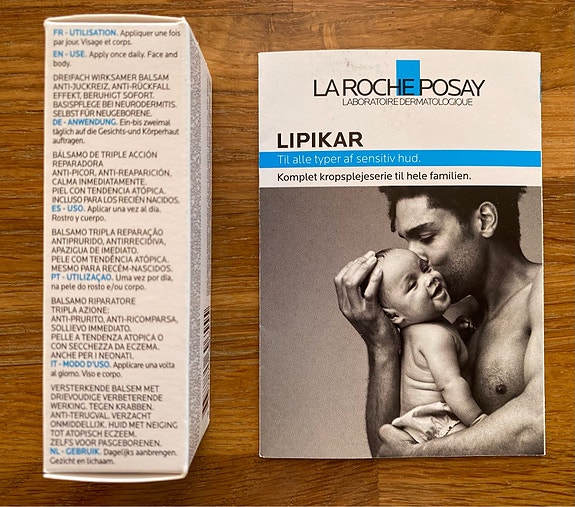 FR - UTILISATION. Appliquer une fois
par jour. Visage et corps.
EN - USE. Apply once daily. Face and
body.
DREIFACH WIRKSAMER BALSAM
ANTI-JUCKREIZ, ANTI-RÜCKFALL
EFFEKT, BERUHIGT SOFORT.
BASISPFLEGE BEI NEURODERMITIS.
SELBST FÜR NEUGEBORENE.
DE - ANWENDUNG. Ein-bis zweimal
täglich auf die Gesichts-und Körperhaut
auftragen.
BÁLSAMO DE TRIPLE ACCIÓN
REPARADORA
ANTI-PICOR, ANTI-REAPARICIÓN,
CALMA INMEDIATAMENTE.
PIEL CON TENDENCIA ATÓPICA.
INCLUSO PARA LOS RECIÉN NACIDOS.
ES - USO. Aplicar una vez al día.
Rostro y cuerpo.
BALSAMO TRIPLA REPARAÇÃO
ANTIPRURIDO, ANTIRRECIDIVA,
APAZIGUA DE IMEDIATO.
PELE COM TENDÊNCIA ATÓPICA.
MESMO PARA RECÉM-NASCIDOS.
PT - UTILIZAÇAO. Uma vez por dia,
na pele do rosto e/ou corpo.
BALSAMO RIPARATORE
TRIPLA AZIONE:
ANTI-PRURITO, ANTI-RICOMPARSA,
SOLLIEVO IMMEDIATO.
PELLE A TENDENZA ATOPICA O
CON SECCHEZZA DA ECZEMA.
ANCHE PER I NEONATI.
IT - MODO D'USO. Applicare una volta
al giorno. Viso e corpo.
VERSTERKENDE BALSEM MET
DRIEVOUDIGE VERBETERENDE
WERKING. TEGEN KRABBEN.
ANTI-TERUGVAL. VERZACHT
ONMIDDELLIJK. HUID MET NEIGING
TOT ATOPISCH ECZEEM.
ZELFS VOOR PASGEBORENEN.
NL - GEBRUIK. Dagelijks aanbrengen.
Gezicht en lichaam.
LA ROCHE POSAY
LABORATOIRE DERMATOLOGIQUE
LIPIKAR
Til alle typer af sensitiv hud.
Komplet kropsplejeserie til hele familien.